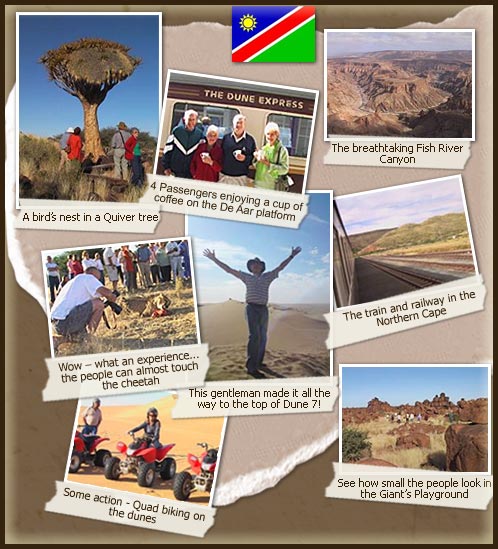 THE DUNE EXPRESS
The breathtaking Fish River
Canyon
A bird's nest in a Quiver tree
4 Passengers enjoying a cup of
coffee on the De Aar platform
The train and railway in the
Northern Cape
Wow – what an experience...
the people can almost touch
the cheetah
This gentleman made it all the
way to the top of Dune 7!
Some action - Quad biking on
the dunes
See how small the people look in
the Giant's Playground